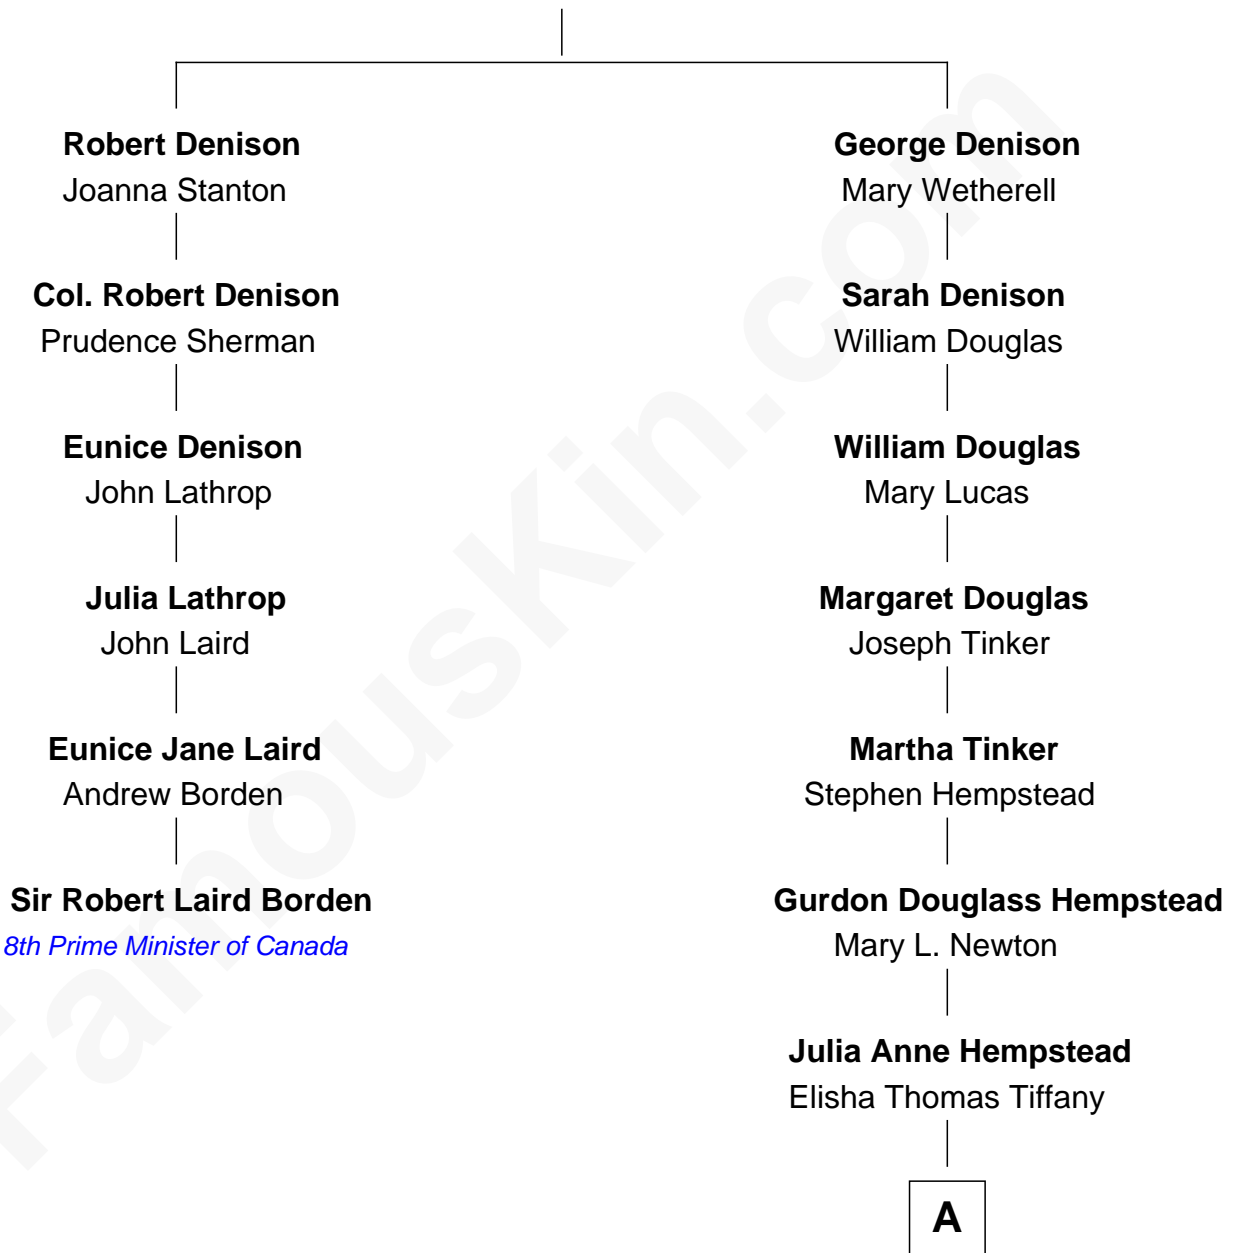 Robert Denison
Joanna Stanton
Col. Robert Denison
Prudence Sherman
Eunice Denison
John Lathrop
Julia Lathrop
John Laird
Eunice Jane Laird
Andrew Borden
Sir Robert Laird Borden
8th Prime Minister of Canada
George Denison
Mary Wetherell
Sarah Denison
William Douglas
William Douglas
Mary Lucas
Margaret Douglas
Joseph Tinker
Martha Tinker
Stephen Hempstead
Gurdon Douglass Hempstead
Mary L. Newton
Julia Anne Hempstead
Elisha Thomas Tiffany
A
FamousKin.com